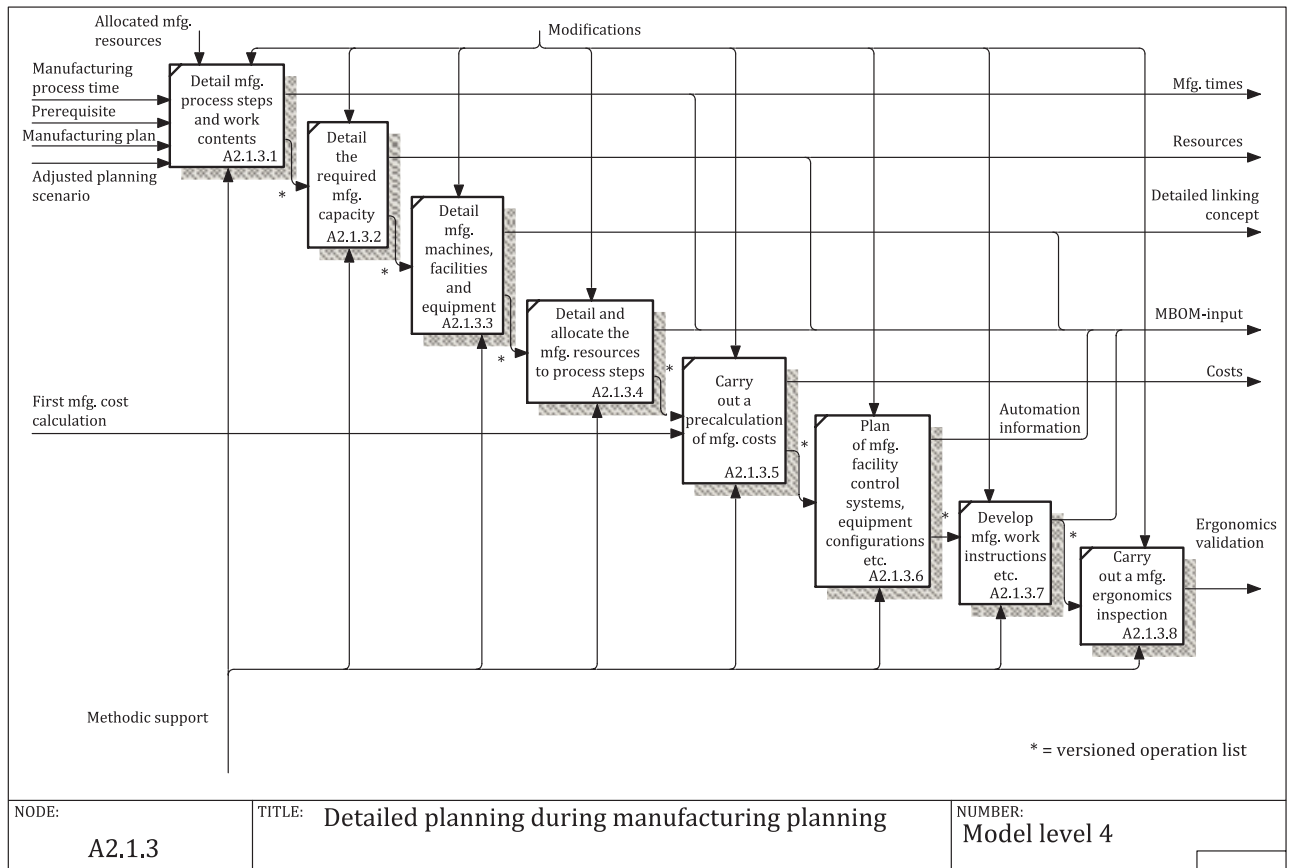 Allocated mfg.
resources
Modifications
Manufacturing
process time
Prerequisite
Manufacturing plan
Adjusted planning
scenario
Detail mfg.
process steps
and work
contents
A2.1.3.1
*
Mfg. times
Detail
the
required
mfg.
capacity
A2.1.3.2
*
Resources
Detail
mfg.
machines,
facilities
and
equipment
A2.1.3.3
*
Detailed linking
concept
Detail and
allocate the
mfg. resources
to process steps
A2.1.3.4
*
MBOM-input
First mfg. cost
calculation
Carry
out a
precalculation
of mfg. costs
A2.1.3.5
*
Costs
Automation
information
Plan
of mfg.
facility
control
systems,
equipment
configurations
etc.
A2.1.3.6
*
Develop
mfg. work
instructions
etc.
A2.1.3.7
*
Ergonomics
validation
Carry
out a mfg.
ergonomics
inspection
A2.1.3.8
Methodic support
* = versioned operation list
NODE:
A2.1.3
TITLE: Detailed planning during manufacturing planning
NUMBER:
Model level 4